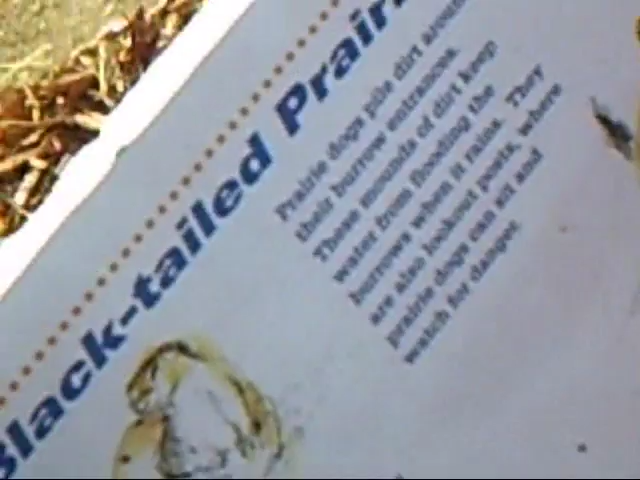 Black-tailed Prairi
Prairie dogs pile dirt around
their burrow entrances.
These mounds of dirt keep
water from flooding the
burrows when it rains. They
are also lookout posts, where
prairie dogs can sit and
watch for danger.